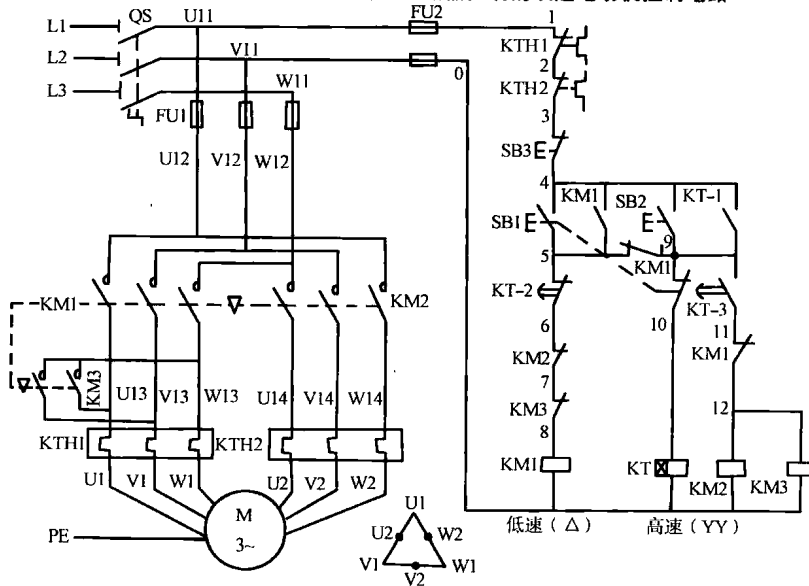 L1
QS
U11
FU2
1
L2
V11
KTH1
0
2
L3
W11
KTH2
FU1
3
U12
V12
W12
SB3
4
KM1
SB2
KT-1
SB1
9
5
KM1
KM1
KM2
KT-2
KT-3
6
10
11
KM2
KM1
KM3
U13
V13
W13
U14
V14
W14
7
KM3
12
KTH1
KTH2
8
U1
V1
W1
U2
V2
W2
KM1
KT
KM2
KM3
M
3~
PE
U1
低速（△）
高速（YY）
U2
W2
V1
W1
V2